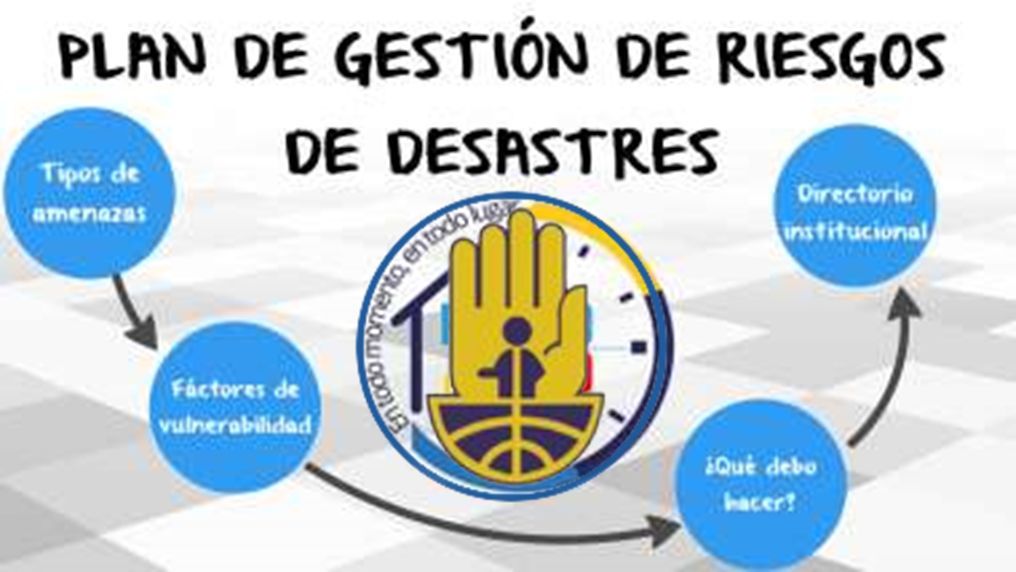 PLAN DE GESTIÓN DE RIESGOS
DE DESASTRES
Tipos de
amenazas
Fáctores de
vulnerabilidad
En todo momento, en todo lugar
¿Qué debo
hacer?
Directorio
institucional